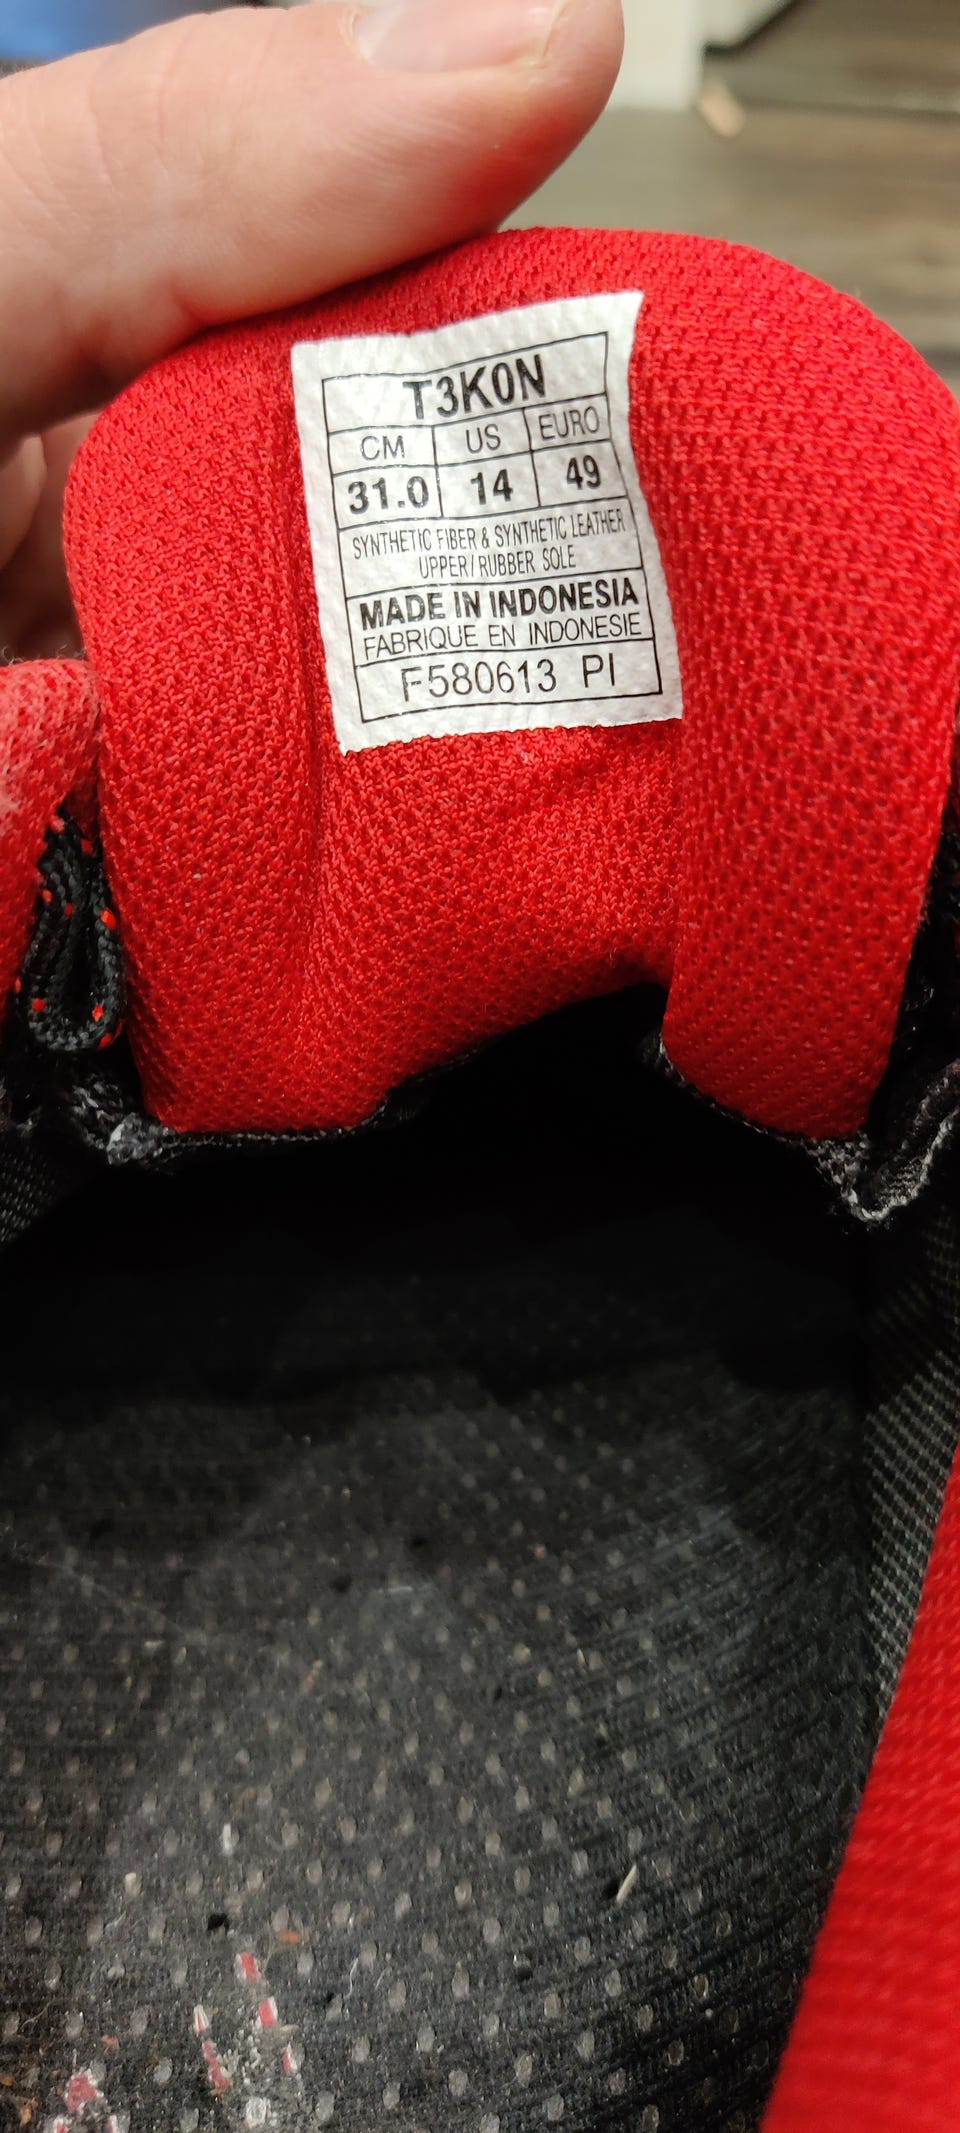 T3K0N
CM US EURO
31.0 14 49
SYNTHETIC FIBER & SYNTHETIC LEATHER
UPPER/RUBBER SOLE
MADE IN INDONESIA
FABRIQUE EN INDONESIE
F580613 PI